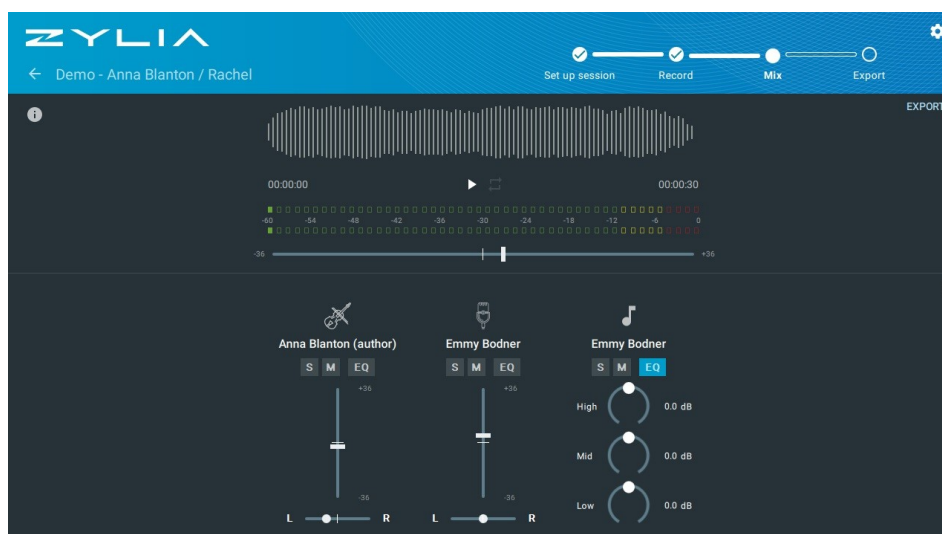 ZYLIA
Demo - Anna Blanton / Rachel
Set up session Record Mix Export
EXPORT
00:00:00 00:00:30
-60 -54 -48 -42 -36 -30 -24 -18 -12 -6 0
-36 +36
Anna Blanton (author) Emmy Bodner Emmy Bodner
S M EQ S M EQ S M EQ
+36 +36
High 0.0 dB
Mid 0.0 dB
-36 -36
Low 0.0 dB
L R L R